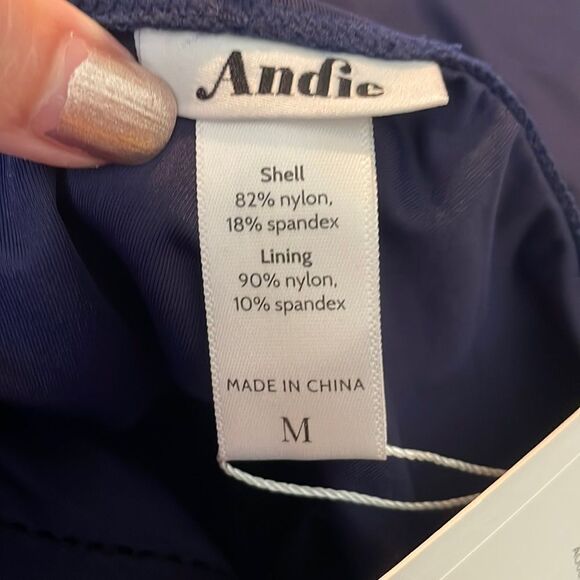 Andie
Shell
82% nylon,
18% spandex
Lining
90% nylon,
10% spandex
MADE IN CHINA
M